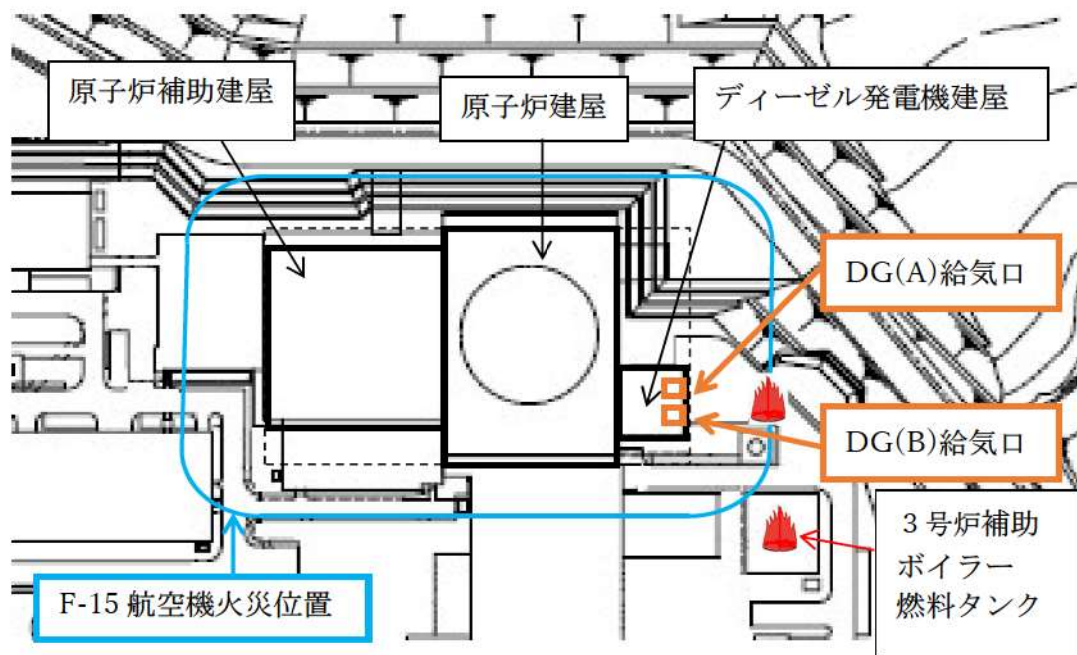 原子炉補助建屋
原子炉建屋
ディーゼル発電機建屋
DG(A)給気口
DG(B)給気口
3号炉補助
ボイラー
燃料タンク
F-15 航空機火災位置